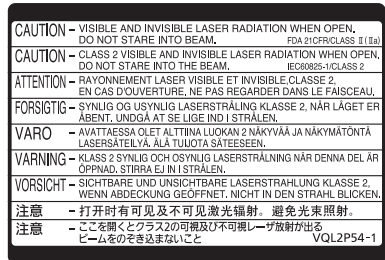 CAUTION – VISIBLE AND INVISIBLE LASER RADIATION WHEN OPEN.
DO NOT STARE INTO BEAM. FDA 21CFR/CLASS Ⅱ(Ⅱa)
CAUTION – CLASS 2 VISIBLE AND INVISIBLE LASER RADIATION WHEN OPEN.
DO NOT STARE INTO THE BEAM. IEC60825-1/CLASS 2
ATTENTION – RAYONNEMENT LASER VISIBLE ET INVISIBLE,CLASSE 2,
EN CAS D'OUVERTURE, NE PAS REGARDER DANS LE FAISCEAU.
FORSIGTIG – SYNLIG OG USYNLIG LASERSTRÅLING KLASSE 2, NÅR LÅGET ER
ÅBENT. UNDGÅ AT SE LIGE IND I STRÅLEN.
VARO – AVATTAESSA OLET ALTTIINA LUOKAN 2 NÄKYVÄÄ JA NÄKYMÄTÖNTÄ
LASERSÄTEILYÄ. ÄLÄ TUIJOTA SÄTEESEEN.
VARNING – KLASS 2 SYNLIG OCH OSYNLIG LASERSTRÅLNING NÄR DENNA DEL ÄR
ÖPPNAD. STIRRA EJ IN I STRÅLEN.
VORSICHT – SICHTBARE UND UNSICHTBARE LASERSTRAHLUNG KLASSE 2,
WENN ABDECKUNG GEÖFFNET. NICHT IN DEN STRAHL BLICKEN.
注意 – 打开时有可见及不可见激光辐射。避免光束照射。
注意 – ここを開くとクラス2の可視及び不可視レーザ放射が出る
ビームをのぞき込まないこと VQL2P54-1